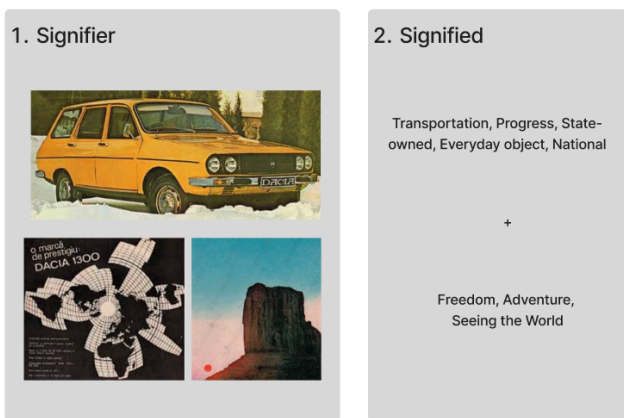 1. Signifier
DACIA
o marcă
de prestigiu:
DACIA 1300
2. Signified
Transportation, Progress, State-
owned, Everyday object, National
+
Freedom, Adventure,
Seeing the World